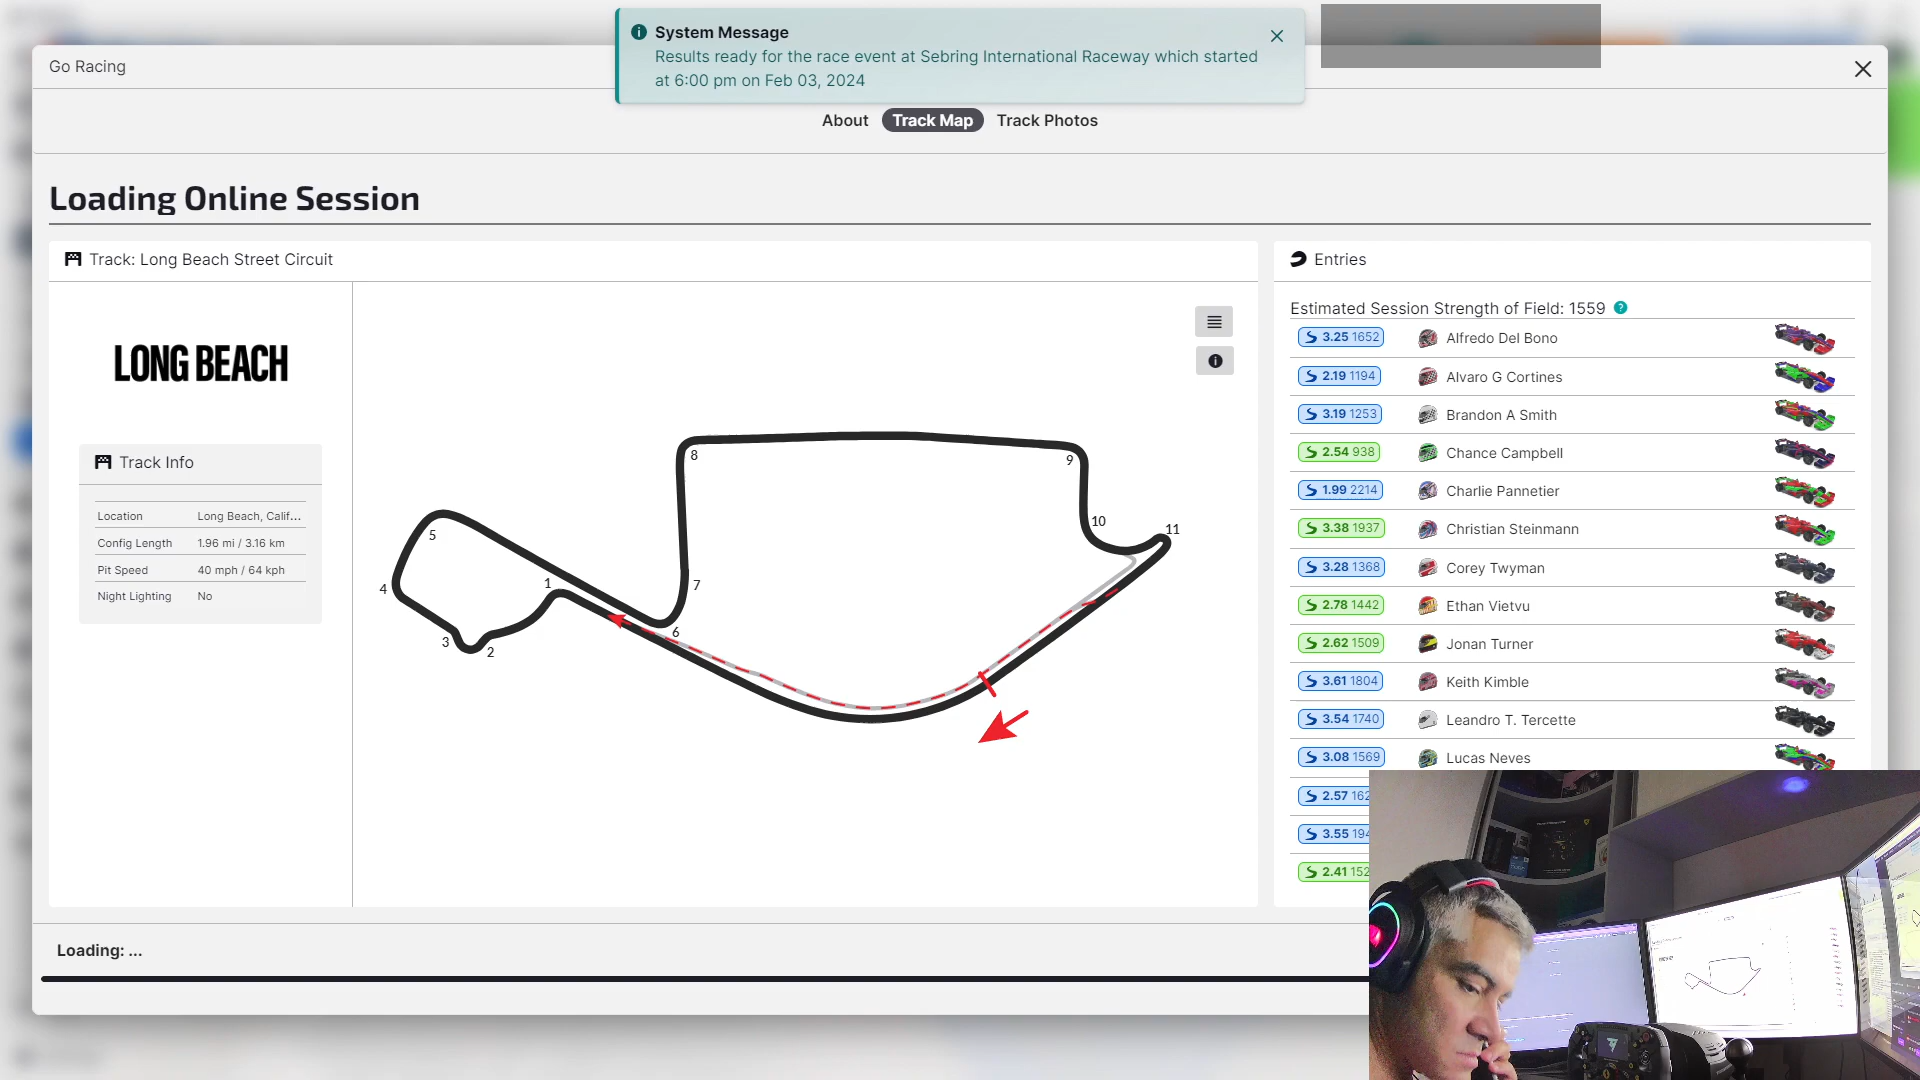 System Message
Results ready for the race event at Sebring International Raceway which started
at 6:00 pm on Feb 03, 2024
Go Racing
About Track Map Track Photos
Loading Online Session
Track: Long Beach Street Circuit
LONG BEACH
Track Info
Location Long Beach, Calif...
Config Length 1.96 mi / 3.16 km
Pit Speed 40 mph / 64 kph
Night Lighting No
1
2
3
4
5
6
7
8
9
10
11
Entries
Estimated Session Strength of Field: 1559 ?
3.25 1652 Alfredo Del Bono
2.19 1194 Alvaro G Cortines
3.19 1253 Brandon A Smith
2.54 938 Chance Campbell
1.99 2214 Charlie Pannetier
3.38 1937 Christian Steinmann
3.28 1368 Corey Twyman
2.78 1442 Ethan Vietvu
2.62 1509 Jonan Turner
3.61 1804 Keith Kimble
3.54 1740 Leandro T. Tercette
3.08 1569 Lucas Neves
2.57
3.55
2.41
Loading: ...